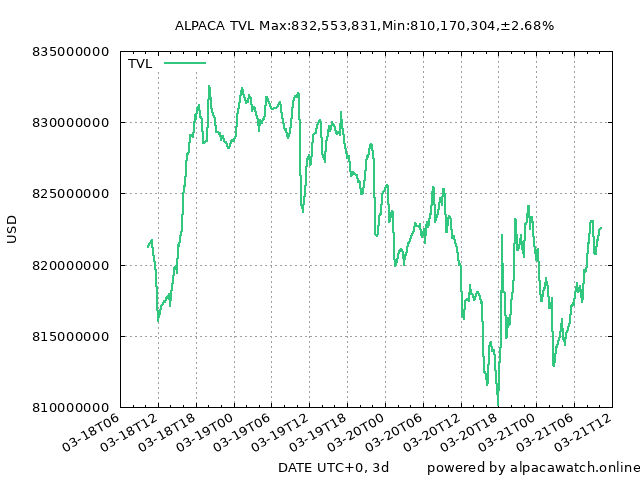 ALPACA TVL Max:832,553,831,Min:810,170,304,±2.68%
835000000
TVL
830000000
825000000
USD
820000000
815000000
810000000
03-18T06
03-18T12
03-18T18
03-19T00
03-19T06
03-19T12
03-19T18
03-20T00
03-20T06
03-20T12
03-20T18
03-21T00
03-21T06
03-21T12
DATE UTC+0, 3d
powered by alpacawatch.online